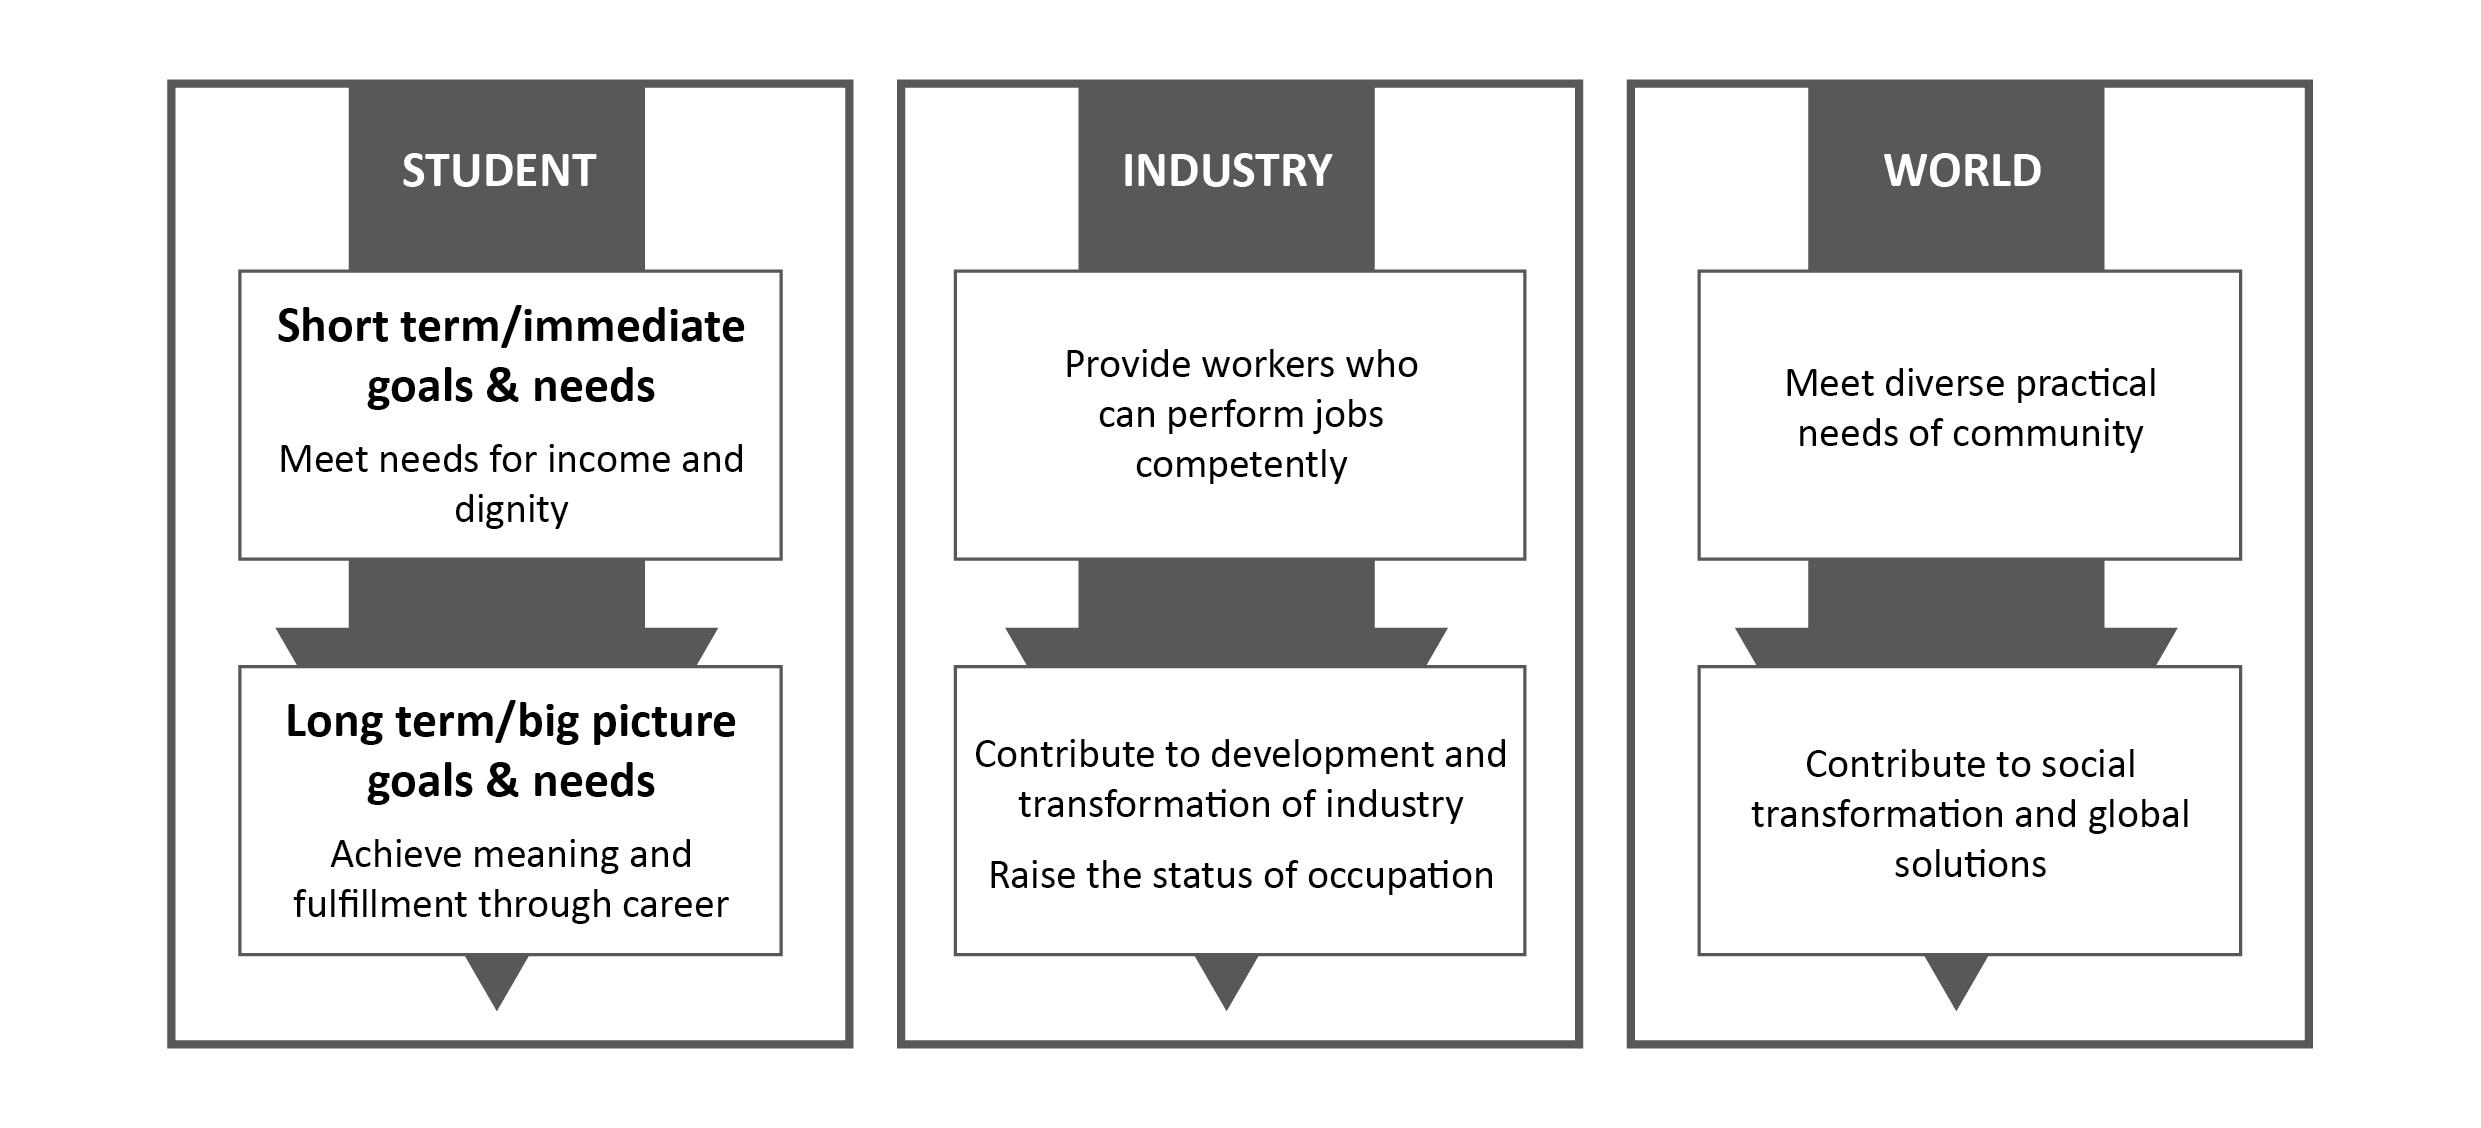 STUDENT
Short term/immediate
goals & needs
Meet needs for income and
dignity
Long term/big picture
goals & needs
Achieve meaning and
fulfillment through career
INDUSTRY
Provide workers who
can perform jobs
competently
Contribute to development and
transformation of industry
Raise the status of occupation
WORLD
Meet diverse practical
needs of community
Contribute to social
transformation and global
solutions